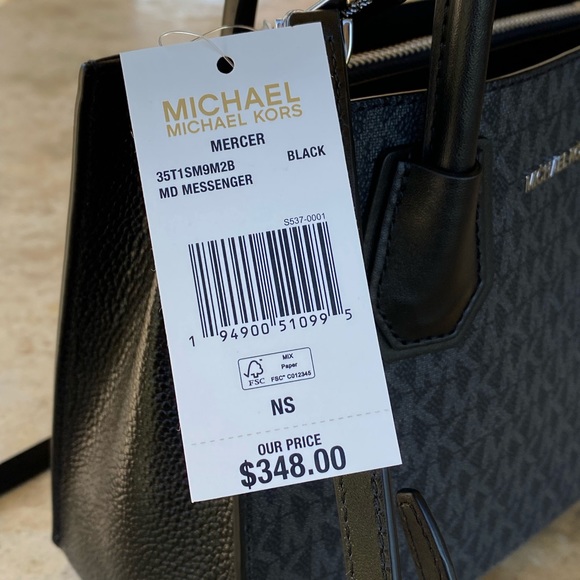 MICHAEL
MICHAEL KORS
MERCER
35T1SM9M2B BLACK
MD MESSENGER
S537-0001
1 94900 51099 5
FSC
MIX
Paper
FSC® C012345
NS
OUR PRICE
$348.00